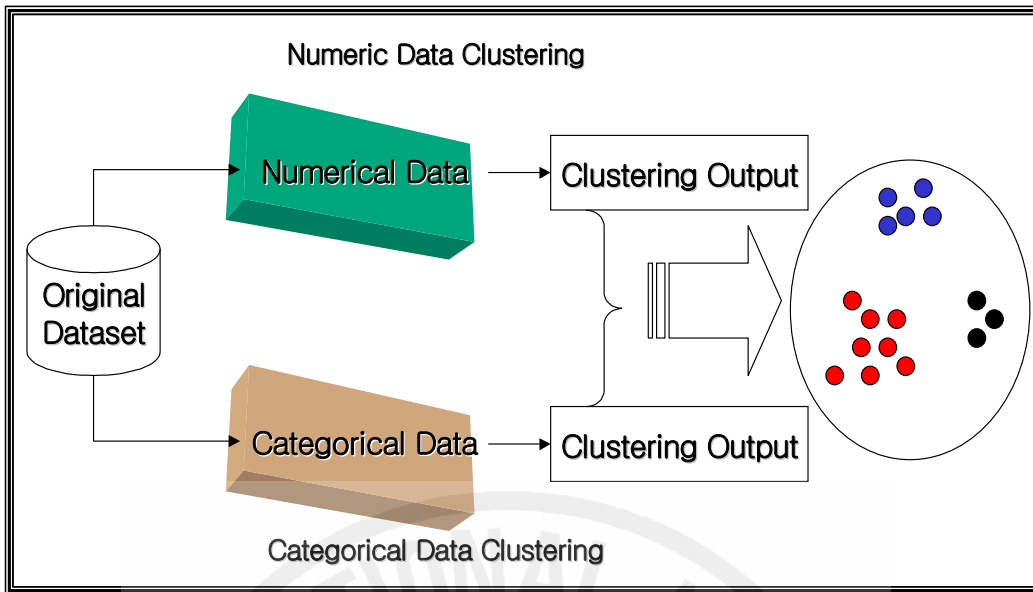 Numeric Data Clustering
Numerical Data
Clustering Output
Original
Dataset
Categorical Data
Clustering Output
Categorical Data Clustering